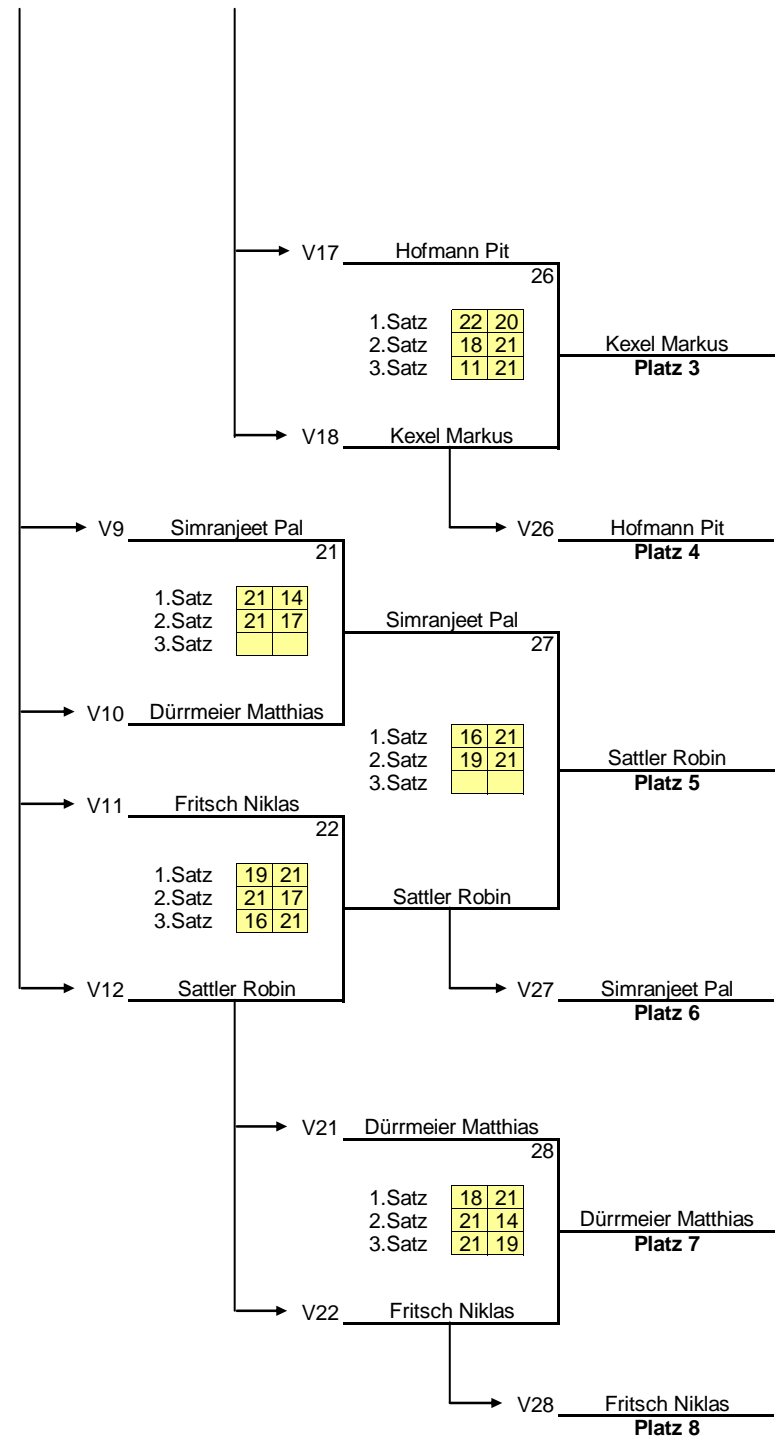 V17 Hofmann Pit
26
1.Satz 22 20
2.Satz 18 21
3.Satz 11 21
Kexel Markus
Platz 3
V18 Kexel Markus
V9 Simranjeet Pal
21
V26 Hofmann Pit
Platz 4
1.Satz 21 14
2.Satz 21 17
3.Satz
Simranjeet Pal
27
V10 Dürrmeier Matthias
1.Satz 16 21
2.Satz 19 21
3.Satz
Sattler Robin
Platz 5
V11 Fritsch Niklas
22
1.Satz 19 21
2.Satz 21 17
3.Satz 16 21
Sattler Robin
V12 Sattler Robin
V27 Simranjeet Pal
Platz 6
V21 Dürrmeier Matthias
28
1.Satz 18 21
2.Satz 21 14
3.Satz 21 19
Dürrmeier Matthias
Platz 7
V22 Fritsch Niklas
V28 Fritsch Niklas
Platz 8